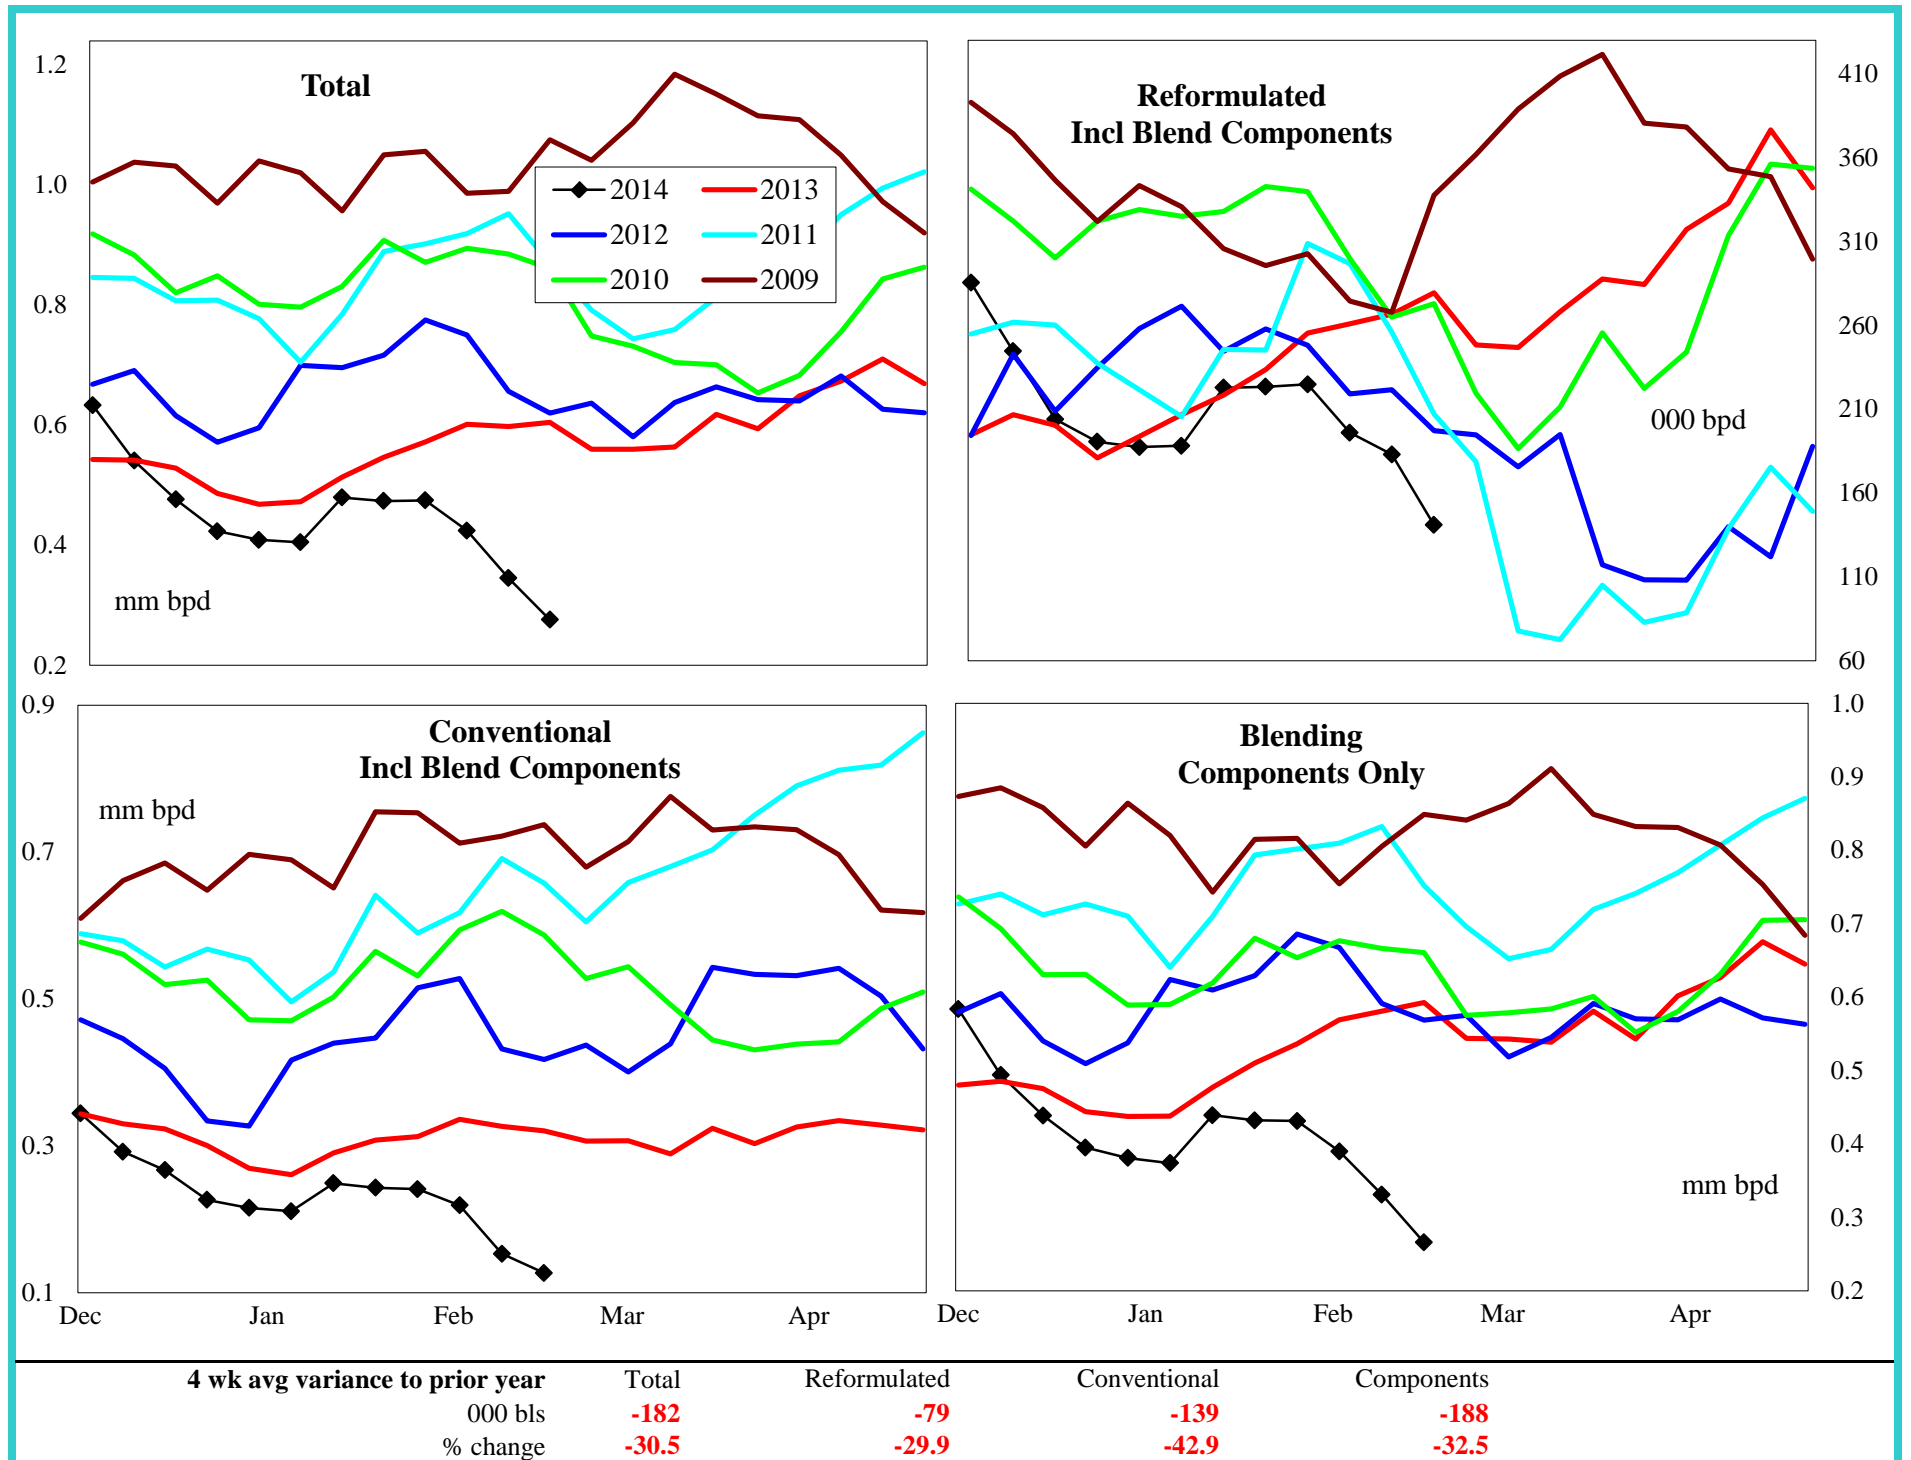 Total
1.2
1.0
0.8
0.6
0.4
0.2
mm bpd
2014 2013
2012 2011
2010 2009
Reformulated
Incl Blend Components
000 bpd
410
360
310
260
210
160
110
60
Conventional
Incl Blend Components
mm bpd
0.9
0.7
0.5
0.3
0.1
Dec Jan Feb Mar Apr
Blending
Components Only
mm bpd
1.0
0.9
0.8
0.7
0.6
0.5
0.4
0.3
0.2
Dec Jan Feb Mar Apr
4 wk avg variance to prior year Total Reformulated Conventional Components
000 bls -182 -79 -139 -188
% change -30.5 -29.9 -42.9 -32.5